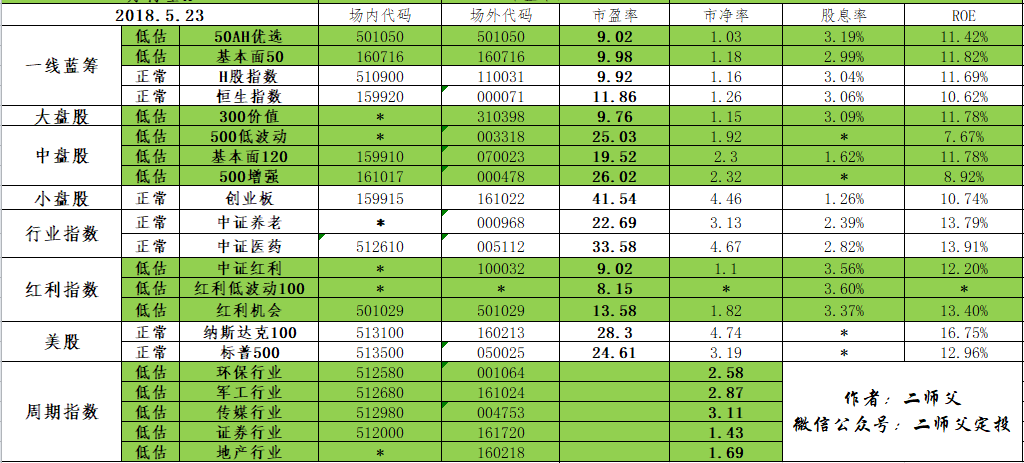 2018.5.23 场内代码 场外代码 市盈率 市净率 股息率 ROE
一线蓝筹 低估 50AH优选 501050 501050 9.02 1.03 3.19% 11.42%
低估 基本面50 160716 160716 9.98 1.18 2.99% 11.82%
正常 H股指数 510900 110031 9.92 1.16 3.04% 11.69%
正常 恒生指数 159920 000071 11.86 1.26 3.06% 10.62%
大盘股 低估 300价值 * 310398 9.76 1.15 3.09% 11.78%
中盘股 低估 500低波动 * 003318 25.03 1.92 * 7.67%
低估 基本面120 159910 070023 19.52 2.3 1.62% 11.78%
低估 500增强 161017 000478 26.02 2.32 * 8.92%
小盘股 正常 创业板 159915 161022 41.54 4.46 1.26% 10.74%
行业指数 正常 中证养老 * 000968 22.69 3.13 2.39% 13.79%
正常 中证医药 512610 005112 33.58 4.67 2.82% 13.91%
红利指数 低估 中证红利 * 100032 9.02 1.1 3.56% 12.20%
低估 红利低波动100 * * 8.15 * 3.60% *
低估 红利机会 501029 501029 13.58 1.82 3.37% 13.40%
美股 正常 纳斯达克100 513100 160213 28.3 4.74 * 16.75%
正常 标普500 513500 050025 24.61 3.19 * 12.96%
周期指数 低估 环保行业 512580 001064 2.58
低估 军工行业 512680 161024 2.87
低估 传媒行业 512980 004753 3.11
低估 证券行业 512000 161720 1.43
低估 地产行业 * 160218 1.69
作者：二师父
微信公众号：二师父定投